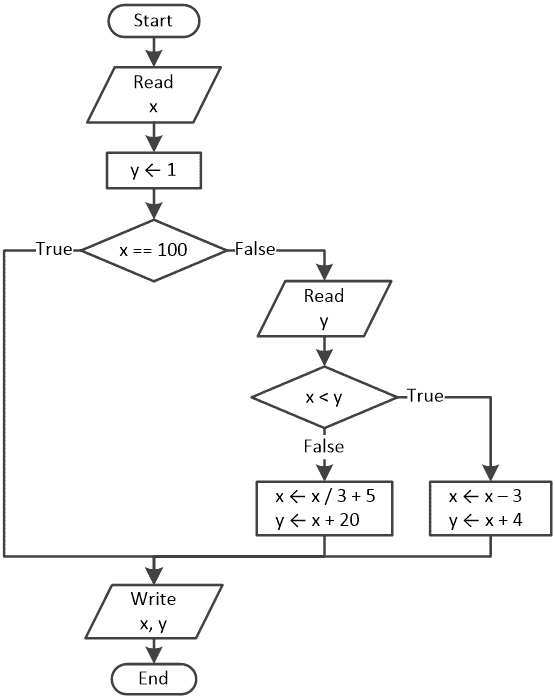 Start
Read
x
y ← 1
True
x == 100
False
Read
y
x < y
True
False
x ← x / 3 + 5
y ← x + 20
x ← x – 3
y ← x + 4
Write
x, y
End